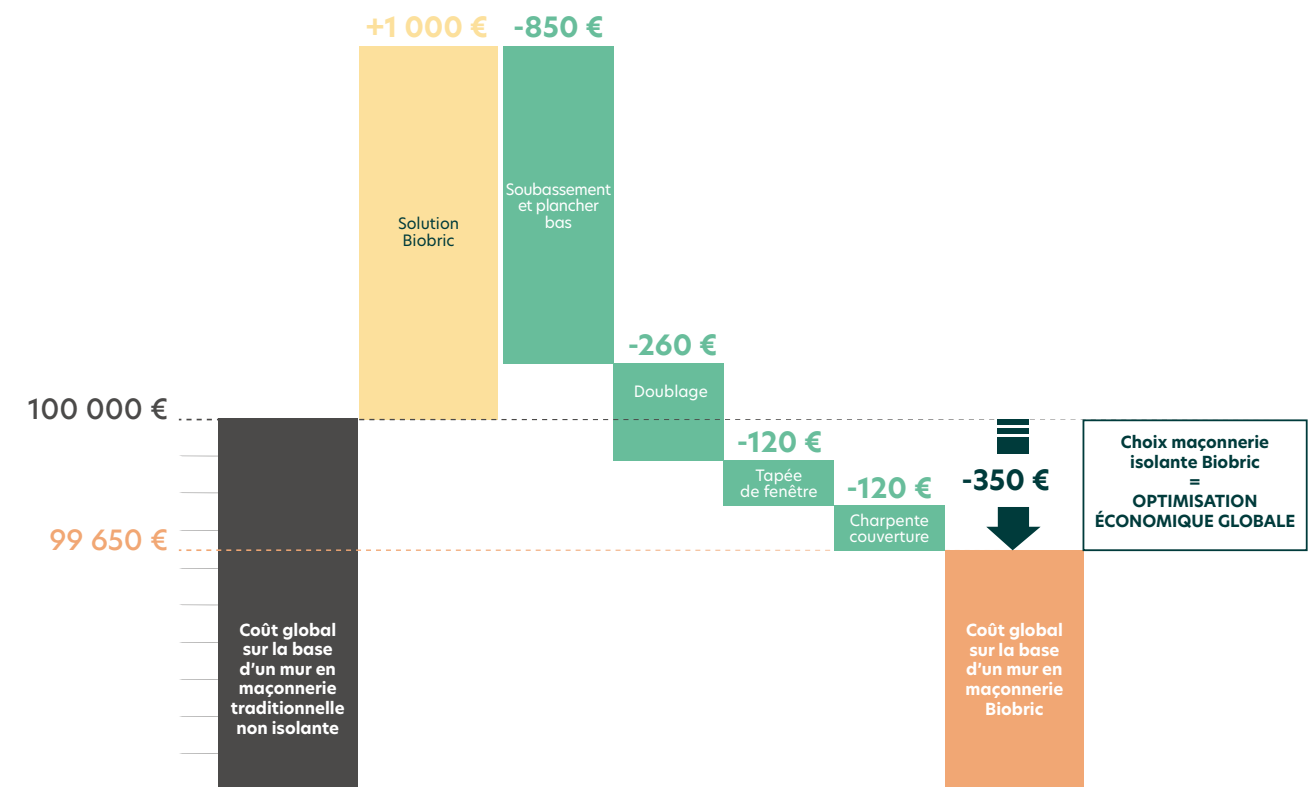 +1 000 €
-850 €
Solution
Biobric
Soubassement
et plancher
bas
-260 €
Doublage
100 000 €
-120 €
Tapée
de fenêtre
-120 €
Charpente
couverture
-350 €
Choix maçonnerie
isolante Biobric
=
OPTIMISATION
ÉCONOMIQUE GLOBALE
99 650 €
Coût global
sur la base
d'un mur en
maçonnerie
traditionnelle
non isolante
Coût global
sur la base
d'un mur en
maçonnerie
Biobric